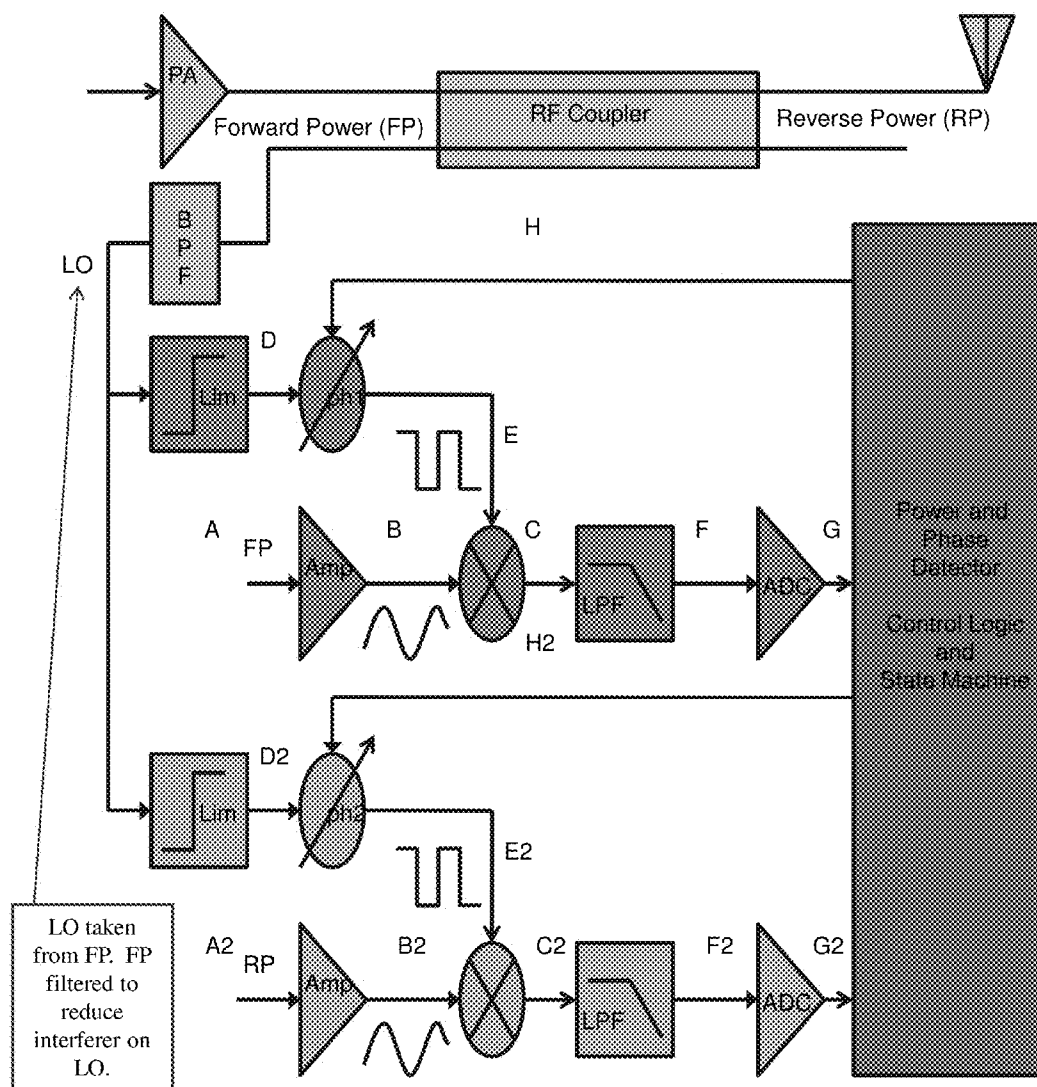 PA
RF Coupler
Forward Power (FP)
Reverse Power (RP)
B
P
F
H
LO
D
Lim
ph1
E
A
FP
Amp
B
C
LPF
F
ADC
G
H2
Power and
Phase
Detector
Control Logic
and
State Machine
D2
Lim
ph2
E2
A2
RP
Amp
B2
C2
LPF
F2
ADC
G2
LO taken
from FP. FP
filtered to
reduce
interferer on
LO.